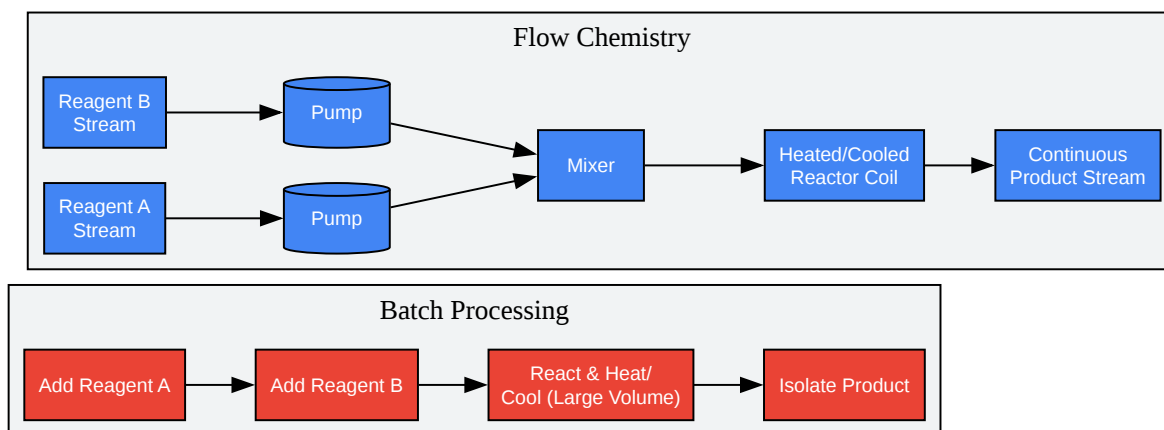 Flow Chemistry
Reagent B
Stream
Pump
Reagent A
Stream
Pump
Mixer
Heated/Cooled
Reactor Coil
Continuous
Product Stream
Batch Processing
Add Reagent A
Add Reagent B
React & Heat/
Cool (Large Volume)
Isolate Product